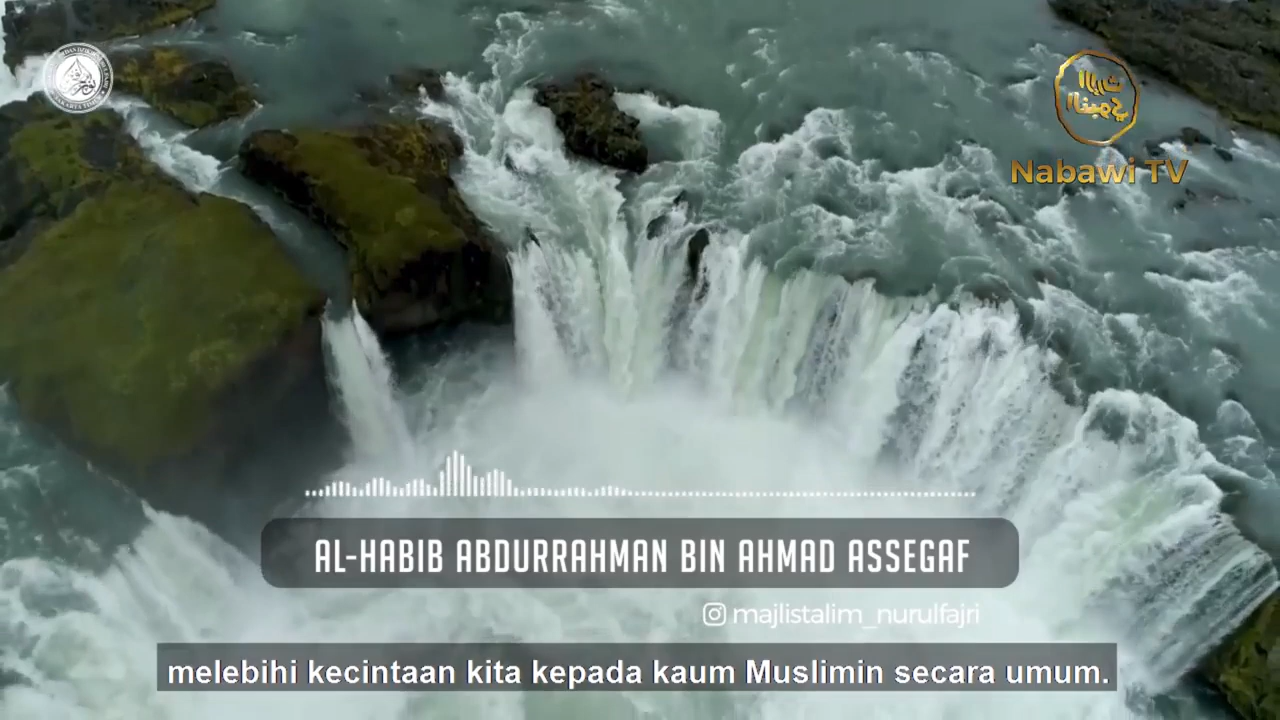 Nabawi TV
AL-HABIB ABDURRAHMAN BIN AHMAD ASSEGAF
majlistalim_nurulfajri
melebihi kecintaan kita kepada kaum Muslimin secara umum.